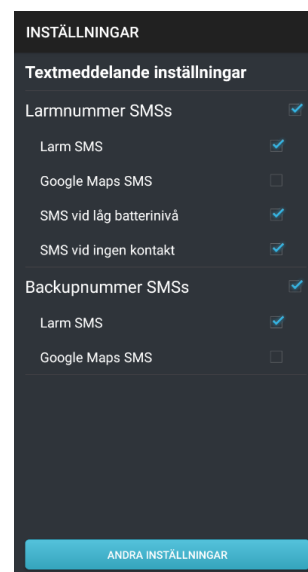 INSTÄLLNINGAR
Textmeddelande inställningar
Larmnummer SMSs
Larm SMS
Google Maps SMS
SMS vid låg batterinivå
SMS vid ingen kontakt
Backupnummer SMSs
Larm SMS
Google Maps SMS
ANDRA INSTÄLLNINGAR